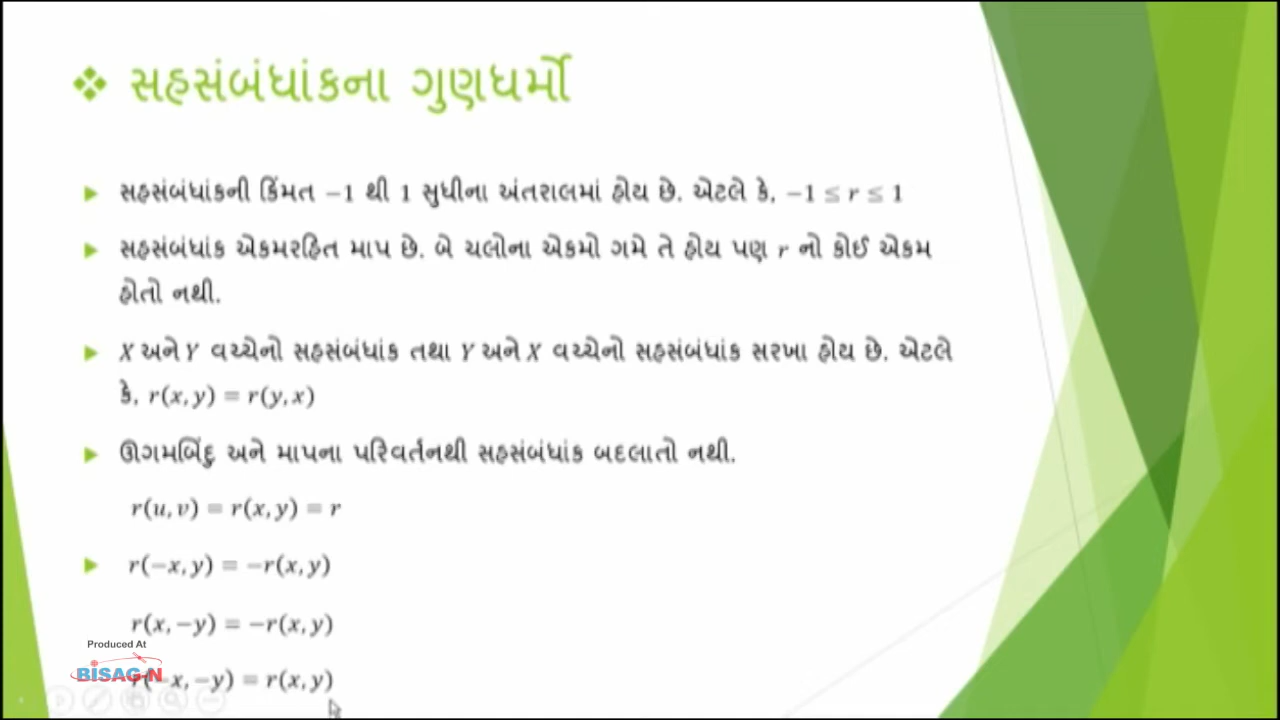 ❖ સહસંબંધાંકના ગુણધર્મો
સહસંબંધાંકની કિંમત −1 થી 1 સુધીના અંતરાલમાં હોય છે. એટલે કે, −1 ≤ r ≤ 1
સહસંબંધાંક એકમરહિત માપ છે. બે ચલોના એકમો ગમે તે હોય પણ r નો કોઈ એકમ
હોતો નથી.
X અને Y વચ્ચેનો સહસંબંધાંક તથા Y અને X વચ્ચેનો સહસંબંધાંક સરખા હોય છે. એટલે
કે, r(x, y) = r(y, x)
ઊગમબિંદુ અને માપના પરિવર્તનથી સહસંબંધાંક બદલાતો નથી.
r(u, v) = r(x, y) = r
r(−x, y) = −r(x, y)
r(x, −y) = −r(x, y)
Produced At
BISAG-N
r(−x, −y) = r(x, y)